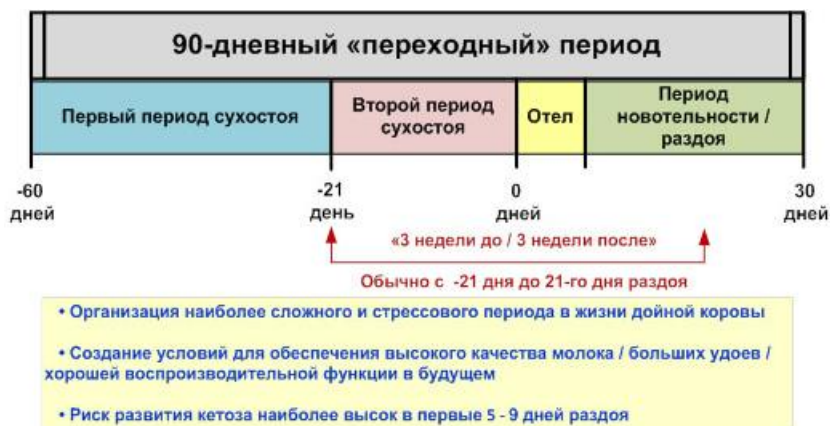 90-дневный «переходный» период
Первый период сухостоя
Второй период
сухостоя
Отел
Период
новотельности /
раздоя
-60
дней
-21
день
0
дней
30
дней
«3 недели до / 3 недели после»
Обычно с -21 дня до 21-го дня раздоя
• Организация наиболее сложного и стрессового периода в жизни дойной коровы
• Создание условий для обеспечения высокого качества молока / больших удоев /
хорошей воспроизводительной функции в будущем
• Риск развития кетоза наиболее высок в первые 5 - 9 дней раздоя